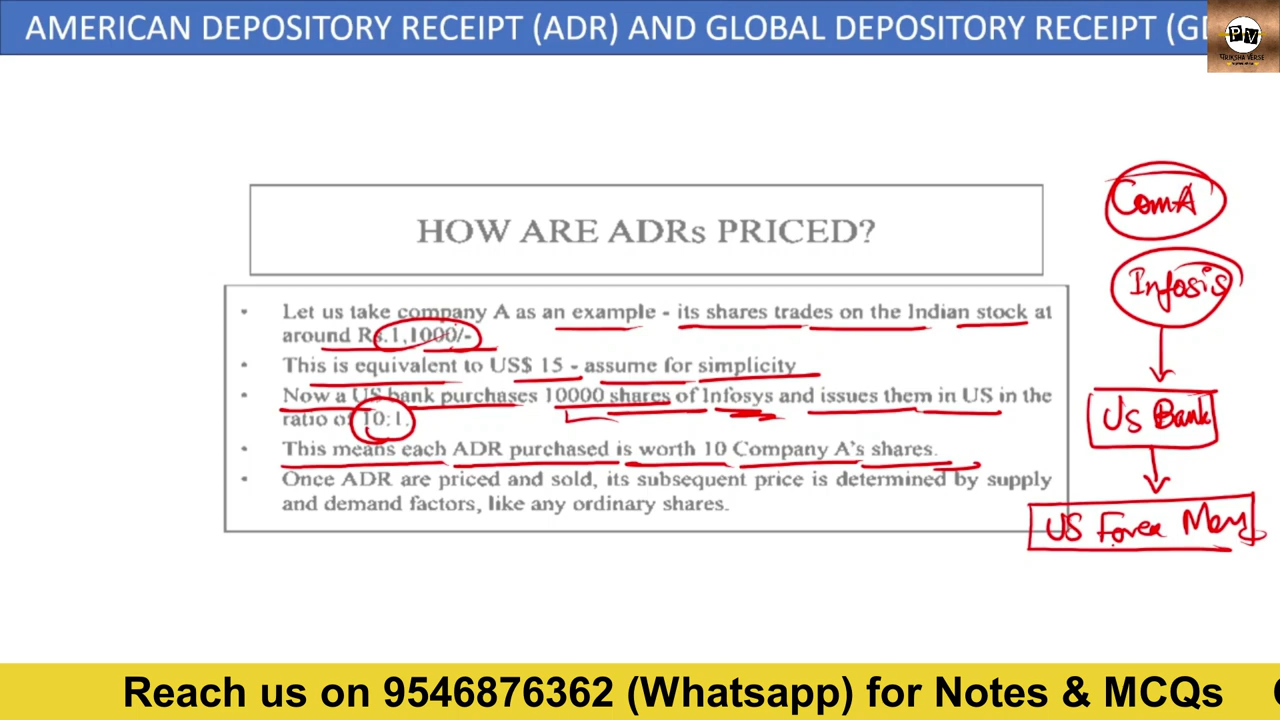 AMERICAN DEPOSITORY RECEIPT (ADR) AND GLOBAL DEPOSITORY RECEIPT (GD
PV
परिक्षा VERSE
HOW ARE ADRs PRICED?
• Let us take company A as an example - its shares trades on the Indian stock at
around Rs.1,1000/-
• This is equivalent to US$ 15 - assume for simplicity
• Now a US bank purchases 10000 shares of Infosys and issues them in US in the
ratio of 10:1.
• This means each ADR purchased is worth 10 Company A's shares.
• Once ADR are priced and sold, its subsequent price is determined by supply
and demand factors, like any ordinary shares.
ComA
Infosis
US Bank
US Forex
Reach us on 9546876362 (Whatsapp) for Notes & MCQs